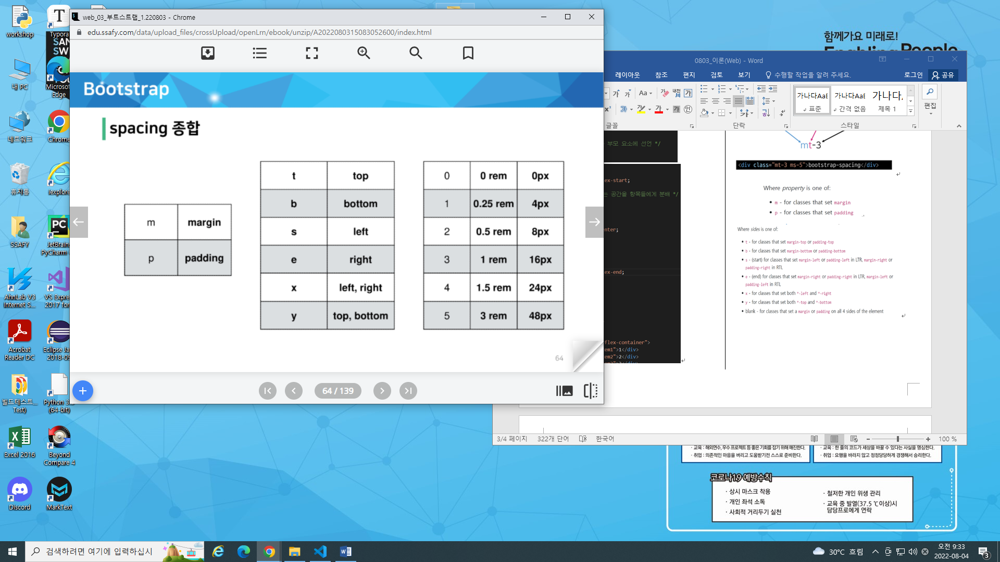 workshop
Typora
내 PC
Microsoft
Edge
네트워크
Chrome
휴지통
iexplore
SSAFY
JetBrain
PyCharm
AhnLab V3
Internet S...
VS Expre
2017 for
Acrobat
Reader DC
Eclipse Ja
2018-09
빌드테스트...
Test)
Python 3.
(64-bit)
Excel 2016
Beyond
Compare 4
Discord
MarkText
web_03_부트스트랩_1.220803 - Chrome
edu.ssafy.com/data/upload_files/crossUpload/openLrn/ebook/unzip/A2022080315083052600/index.html
Bootstrap
spacing 종합
m margin
p padding
t top
b bottom
s left
e right
x left, right
y top, bottom
0 0 rem 0px
1 0.25 rem 4px
2 0.5 rem 8px
3 1 rem 16px
4 1.5 rem 24px
5 3 rem 48px
64
64 / 139
함께가요 미래로!
Enabling People
0803_이론(Web) - Word
레이아웃 참조 편지 검토 보기 수행할 작업을 알려 주세요. 로그인 공유
가나다AaE 가나다AaE 가나다
표준 간격 없음 제목 1
편집
글꼴 단락 스타일
부모 요소에 선언 */
ex-start;
는 공간을 항목들에게 분배 */
nter;
ex-end;
flex-container">
em1">1</div>
em2">2</div>
mt-3
<div class="mt-3 ms-5">bootstrap-spacing</div>
Where property is one of:
• m - for classes that set margin
• p - for classes that set padding
Where sides is one of:
• t - for classes that set margin-top or padding-top
• b - for classes that set margin-bottom or padding-bottom
• s - (start) for classes that set margin-left or padding-left in LTR, margin-right or
padding-right in RTL
• e - (end) for classes that set margin-right or padding-right in LTR, margin-left or
padding-left in RTL
• x - for classes that set both *-left and *-right
• y - for classes that set both *-top and *-bottom
• blank - for classes that set a margin or padding on all 4 sides of the element
3/4 페이지 322개 단어 한국어 100 %
· 교육 : 해외연수, 우수 프로젝트 등 좋은 기회를 잡기 위해 매진한다.
· 취업 : 의존적인 마음을 버리고 도움받기전 스스로 준비한다.
· 교육 : 한 줄의 코드가 세상을 바꿀 수 있다는 사실을 명심한다.
· 취업 : 요행을 바라지 않고 정정당당하게 경쟁해서 승리한다.
코로나19 예방수칙
· 상시 마스크 착용
· 개인 좌석 소독
· 사회적 거리두기 실천
· 철저한 개인 위생 관리
· 교육 중 발열(37.5 ℃이상)시
담당프로에게 연락
검색하려면 여기에 입력하십시
30°C 흐림
오전 9:33
2022-08-04
3